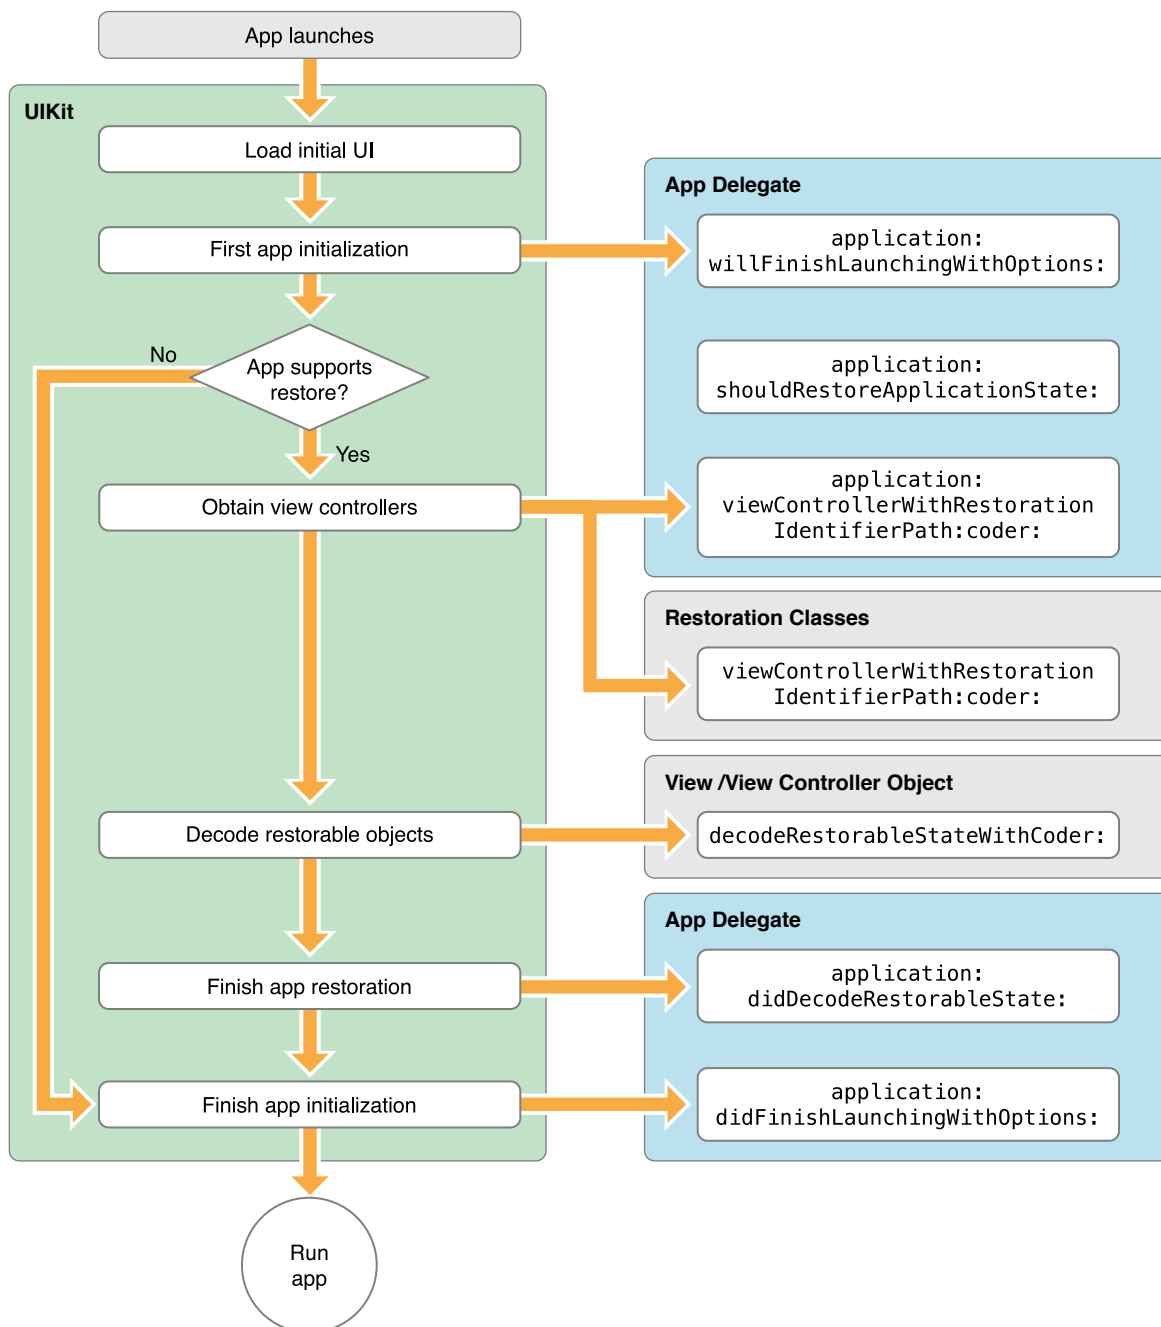 App launches
UIKit
Load initial UI
First app initialization
No
App supports
restore?
Yes
Obtain view controllers
Decode restorable objects
Finish app restoration
Finish app initialization
Run
app
App Delegate
application:
willFinishLaunchingWithOptions:
application:
shouldRestoreApplicationState:
application:
viewControllerWithRestoration
IdentifierPath:coder:
Restoration Classes
viewControllerWithRestoration
IdentifierPath:coder:
View /View Controller Object
decodeRestorableStateWithCoder:
App Delegate
application:
didDecodeRestorableState:
application:
didFinishLaunchingWithOptions: